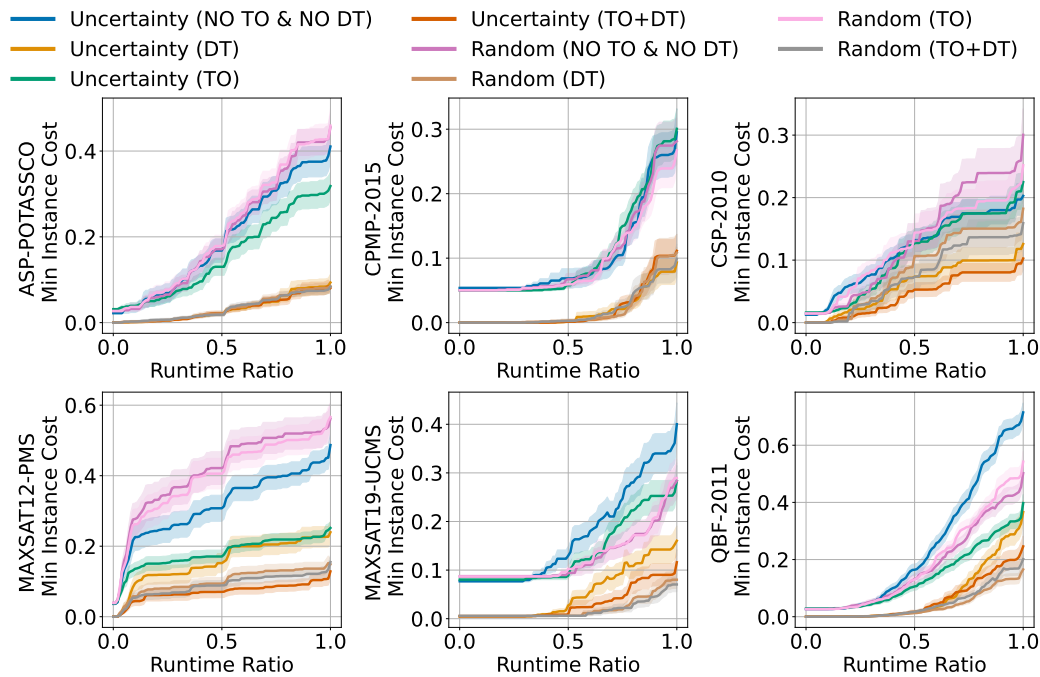 Uncertainty (NO TO & NO DT)
Uncertainty (DT)
Uncertainty (TO)
Uncertainty (TO+DT)
Random (NO TO & NO DT)
Random (DT)
Random (TO)
Random (TO+DT)
ASP-POTASSCO
Min Instance Cost
0.4
0.2
0.0
0.0 0.5 1.0
Runtime Ratio
CPMP-2015
Min Instance Cost
0.3
0.2
0.1
0.0
0.0 0.5 1.0
Runtime Ratio
CSP-2010
Min Instance Cost
0.3
0.2
0.1
0.0
0.0 0.5 1.0
Runtime Ratio
MAXSAT12-PMS
Min Instance Cost
0.6
0.4
0.2
0.0
0.0 0.5 1.0
Runtime Ratio
MAXSAT19-UCMS
Min Instance Cost
0.4
0.3
0.2
0.1
0.0
0.0 0.5 1.0
Runtime Ratio
QBF-2011
Min Instance Cost
0.6
0.4
0.2
0.0
0.0 0.5 1.0
Runtime Ratio